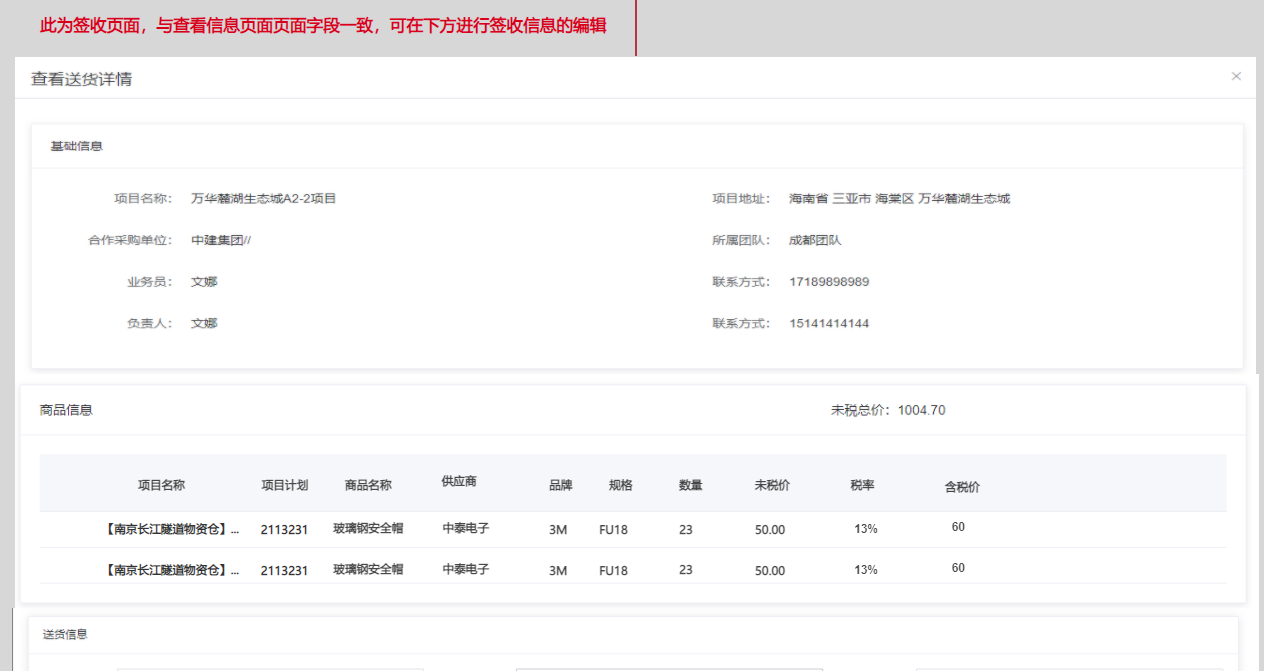 此为签收页面，与查看信息页面页面字段一致，可在下方进行签收信息的编辑
查看送货详情 ×
基础信息
项目名称： 万华麓湖生态城A2-2项目 项目地址： 海南省 三亚市 海棠区 万华麓湖生态城
合作采购单位： 中建集团// 所属团队： 成都团队
业务员： 文娜 联系方式： 17189898989
负责人： 文娜 联系方式： 15141414144
商品信息 未税总价：1004.70
项目名称 项目计划 商品名称 供应商 品牌 规格 数量 未税价 税率 含税价
【南京长江隧道物资仓】... 2113231 玻璃钢安全帽 中泰电子 3M FU18 23 50.00 13% 60
【南京长江隧道物资仓】... 2113231 玻璃钢安全帽 中泰电子 3M FU18 23 50.00 13% 60
送货信息